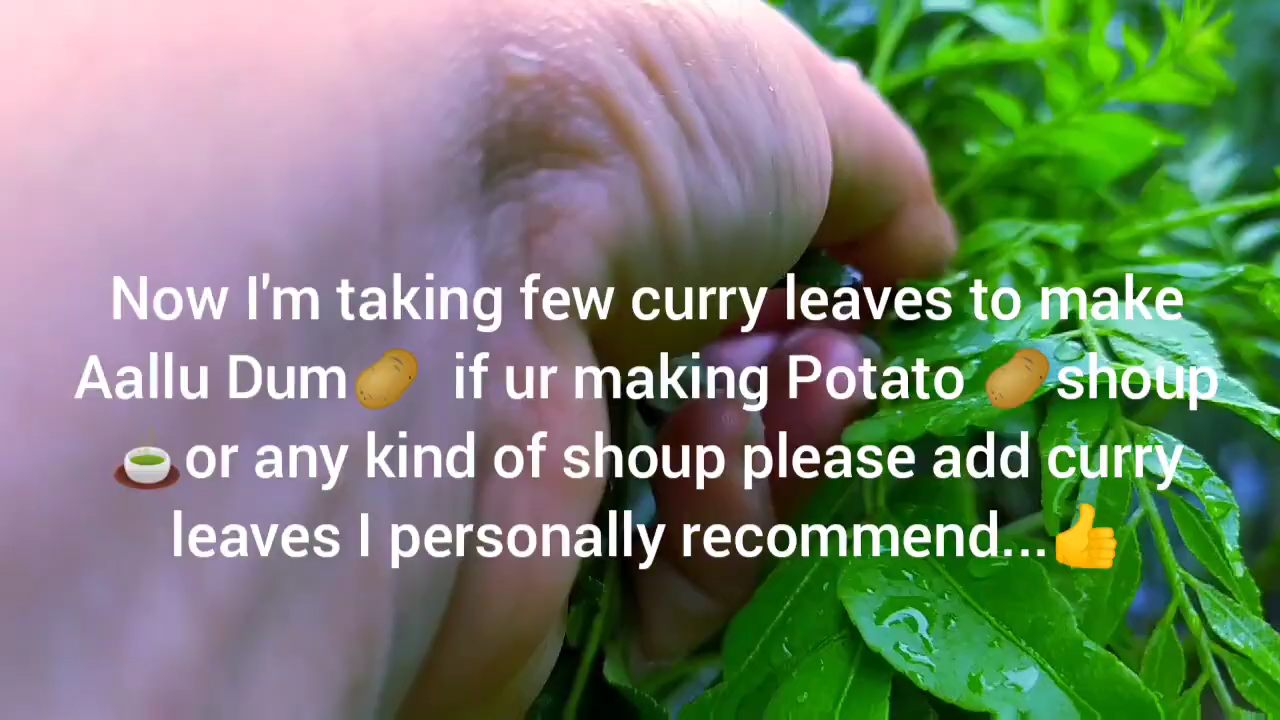 Now I'm taking few curry leaves to make
Aallu Dum🥔 if ur making Potato 🥔shoup
🍵or any kind of shoup please add curry
leaves I personally recommend...👍